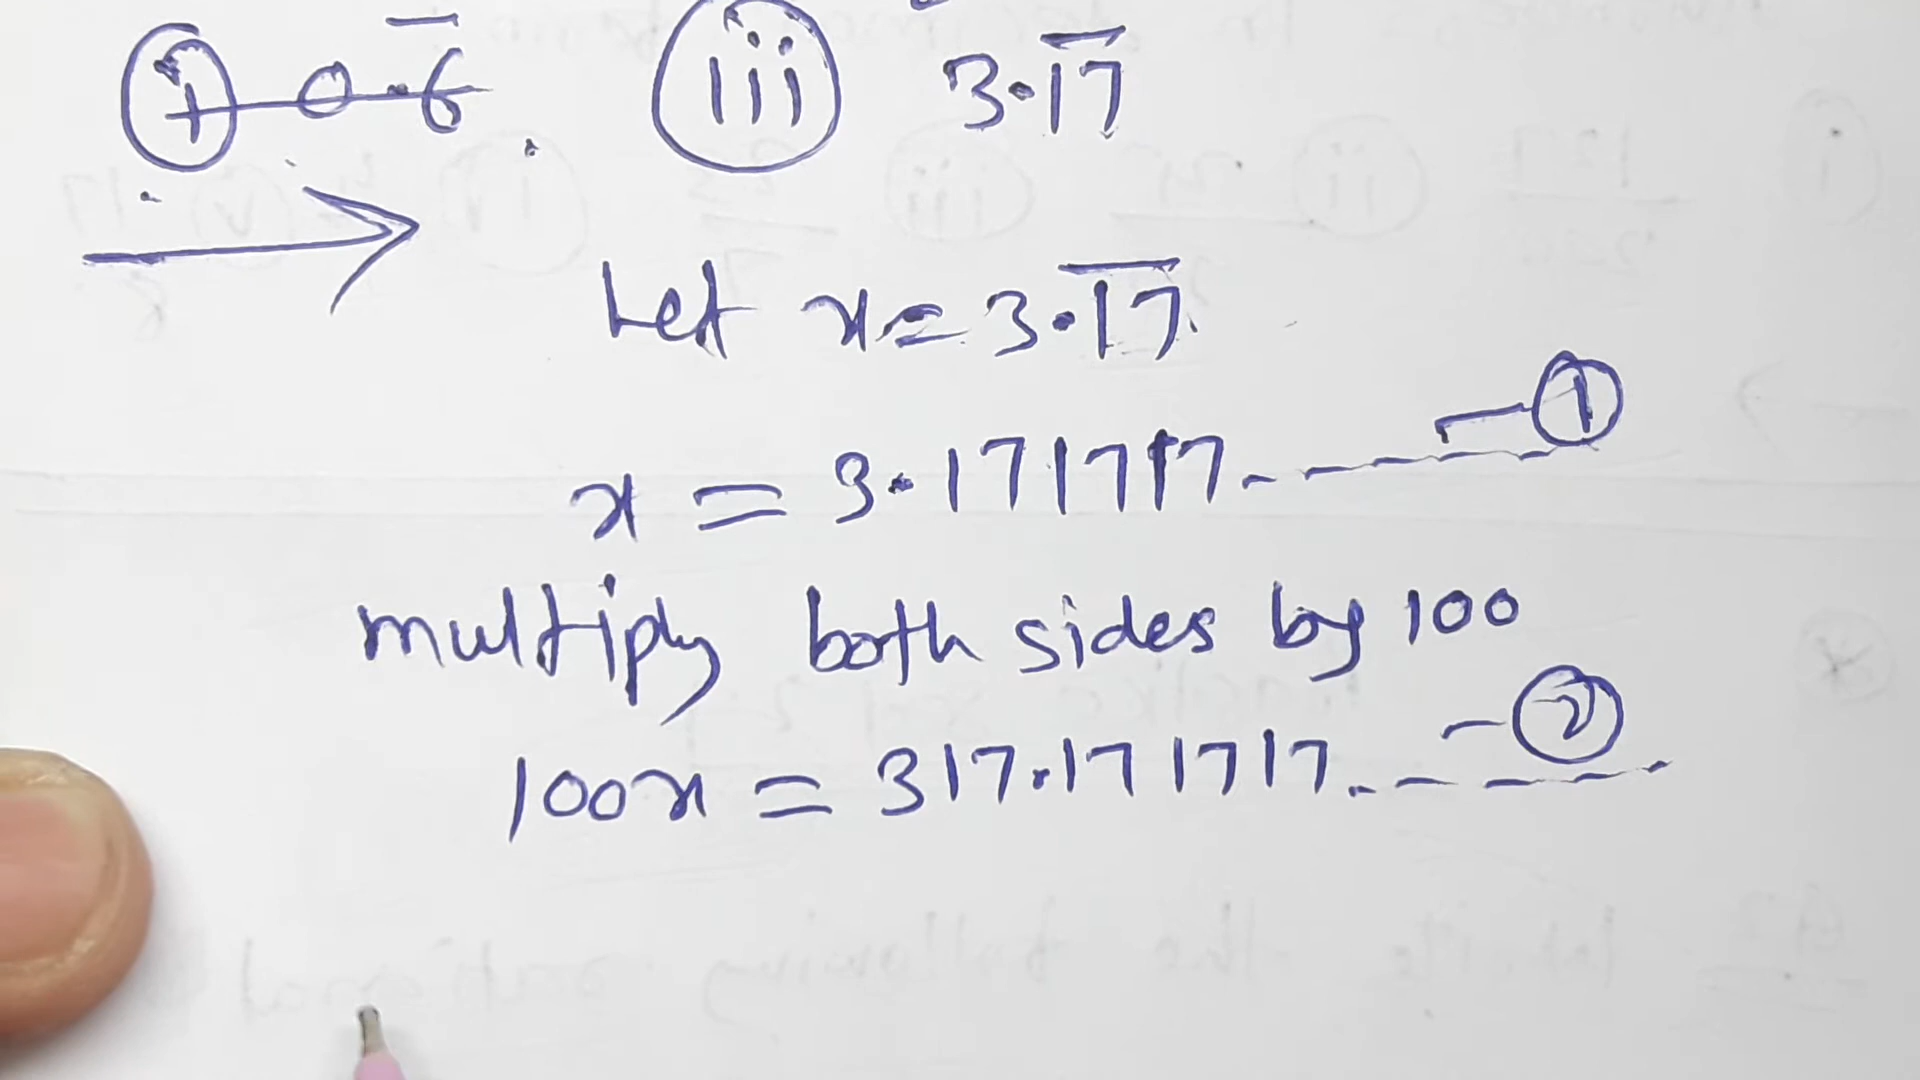 i 0.6̅ iii 3.1̅7̅
Let x = 3.1̅7̅
x = 3.171717------ ①
multiply both sides by 100
100x = 317.171717.---- - ②